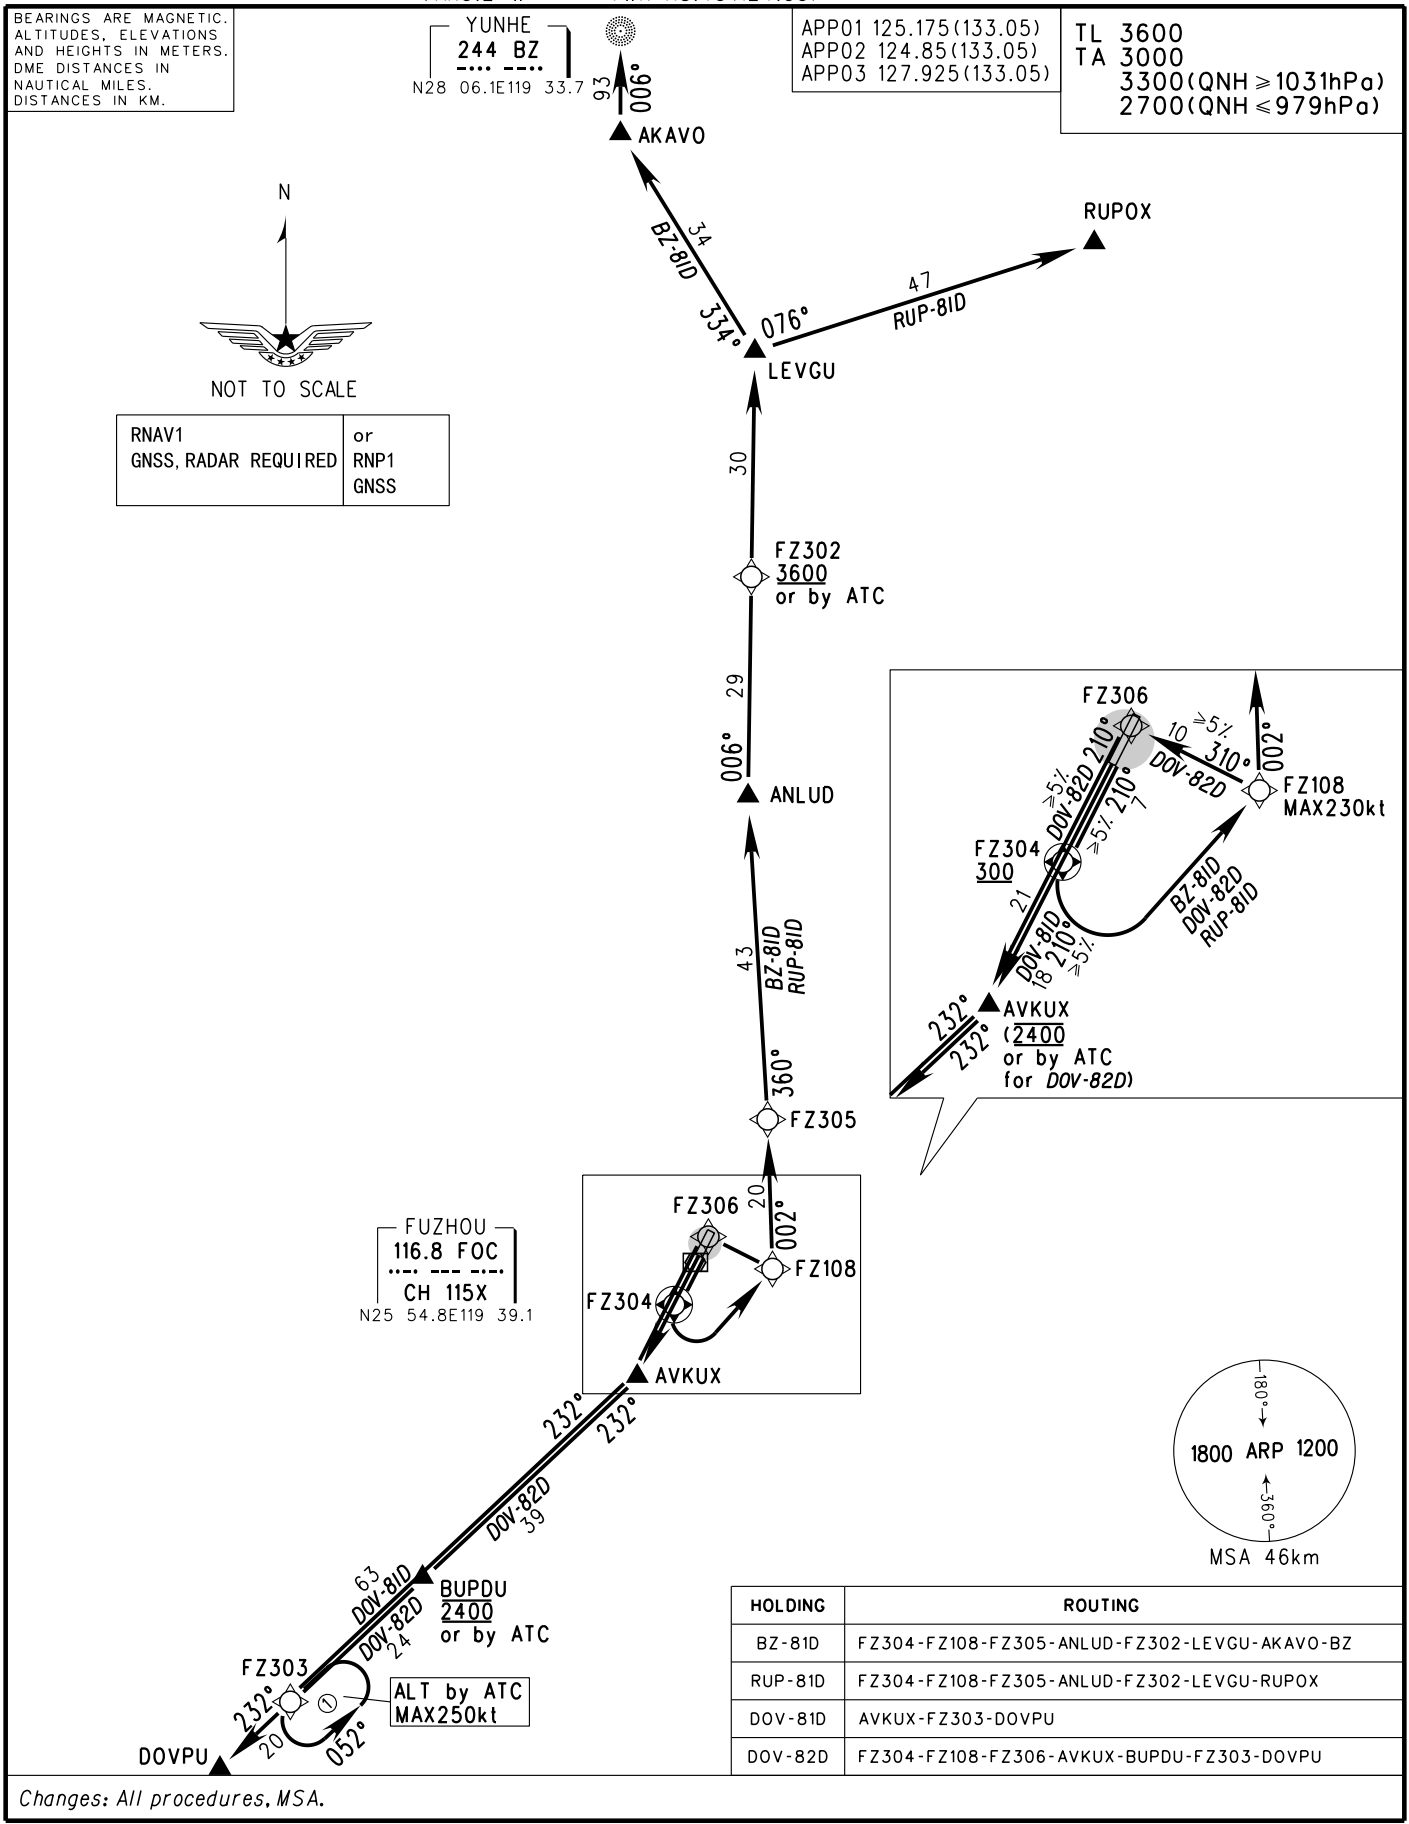 BEARINGS ARE MAGNETIC.
ALTITUDES, ELEVATIONS
AND HEIGHTS IN METERS.
DME DISTANCES IN
NAUTICAL MILES.
DISTANCES IN KM.
YUNHE
244 BZ
N28 06.1E119 33.7
APP01 125.175(133.05)
APP02 124.85(133.05)
APP03 127.925(133.05)
TL 3600
TA 3000
3300(QNH ≥1031hPa)
2700(QNH ≤979hPa)
93
006°
AKAVO
34
BZ-81D
334°
RUPOX
47
RUP-81D
076°
LEVGU
N
NOT TO SCALE
RNAV1
GNSS, RADAR REQUIRED
or
RNP1
GNSS
30
FZ302
3600
or by ATC
29
006°
ANLUD
43
BZ-81D
RUP-81D
360°
FZ305
20
002°
FZ306
FZ108
FZ304
AVKUX
FZ306
10
≥5%
310°
DOV-82D
002°
FZ108
MAX230kt
≥5%
DOV-82D 210°
≥5% 210°
7
FZ304
300
21
DOV-81D
18 210°
≥5%
BZ-81D
DOV-82D
RUP-81D
AVKUX
(2400
or by ATC
for DOV-82D)
232°
232°
FUZHOU
116.8 FOC
CH 115X
N25 54.8E119 39.1
232°
232°
DOV-82D
39
63
DOV-81D
DOV-82D
24
BUPDU
2400
or by ATC
FZ303
232°
20
1
052°
ALT by ATC
MAX250kt
DOVPU
180°
1800 ARP 1200
360°
MSA 46km
HOLDING ROUTING
BZ-81D FZ304-FZ108-FZ305-ANLUD-FZ302-LEVGU-AKAVO-BZ
RUP-81D FZ304-FZ108-FZ305-ANLUD-FZ302-LEVGU-RUPOX
DOV-81D AVKUX-FZ303-DOVPU
DOV-82D FZ304-FZ108-FZ306-AVKUX-BUPDU-FZ303-DOVPU
Changes: All procedures, MSA.